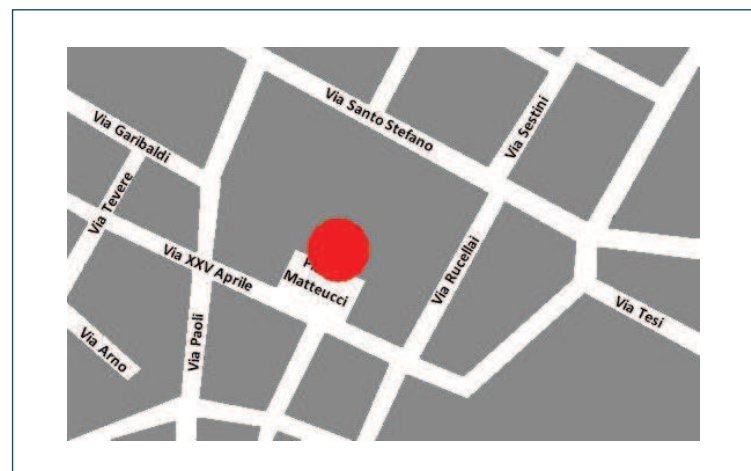 Via Santo Stefano
Via Sestini
Via Garibaldi
Via Tevere
Via XXV Aprile
Matteucci
Via Rucellai
Via Paoli
Via Tesi
Via Arno